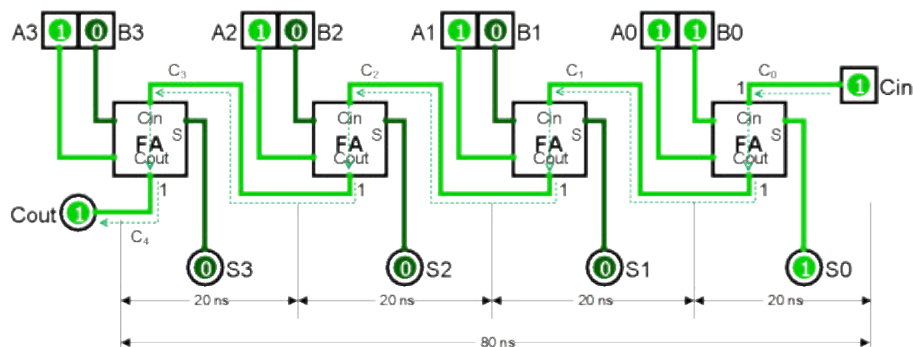 A3 1 0 B3 A2 1 0 B2 A1 1 0 B1 A0 1 1 B0
C3 C2 C1 C0
1 1 Cin
Cin S Cin S Cin S Cin S
FA FA FA FA
Cout Cout Cout Cout
1 1 1 1
Cout 1
C4
0 S3 0 S2 0 S1 1 S0
20 ns 20 ns 20 ns 20 ns
80 ns